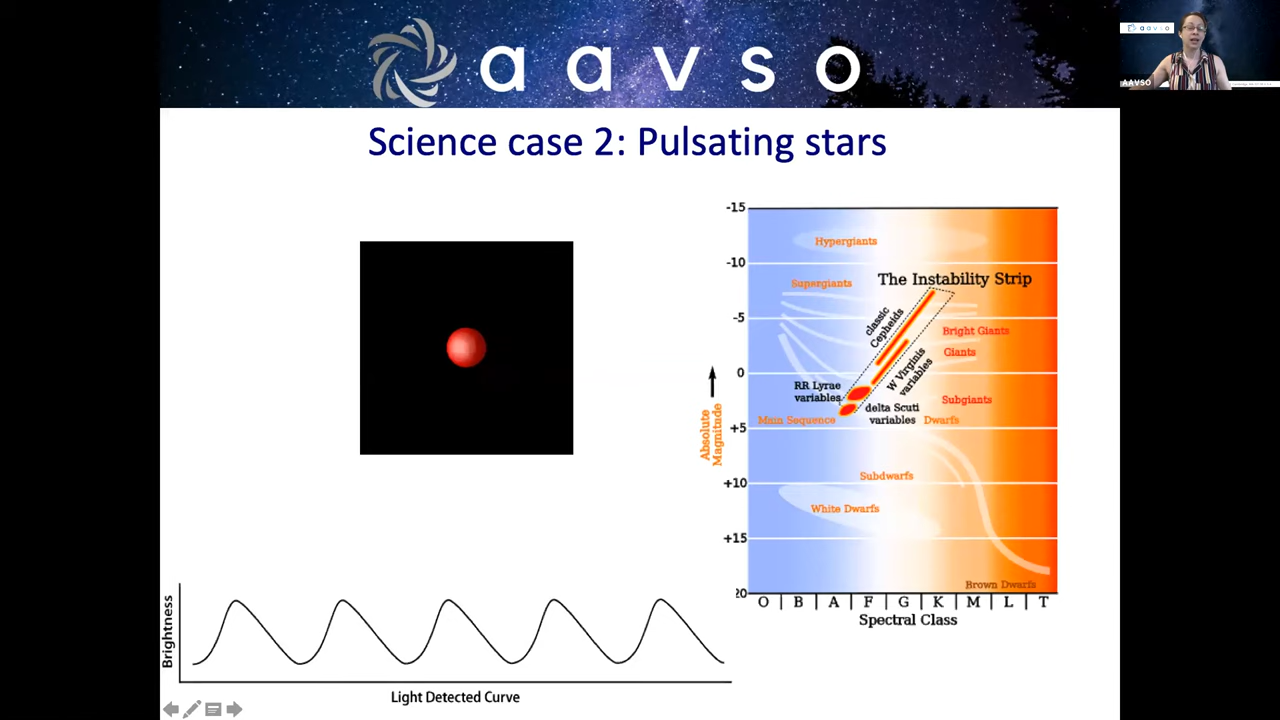 aavso
aavso
AAVSO
Science case 2: Pulsating stars
-15
-10
-5
0
+5
+10
+15
20
Absolute
Magnitude
Hypergiants
Supergiants
The Instability Strip
classic
Cepheids
Bright Giants
Giants
W Virginis
variables
RR Lyrae
variables
Subgiants
delta Scuti
variables
Main Sequence
Dwarfs
Subdwarfs
White Dwarfs
Brown Dwarfs
O B A F G K M L T
Spectral Class
Brightness
Light Detected Curve